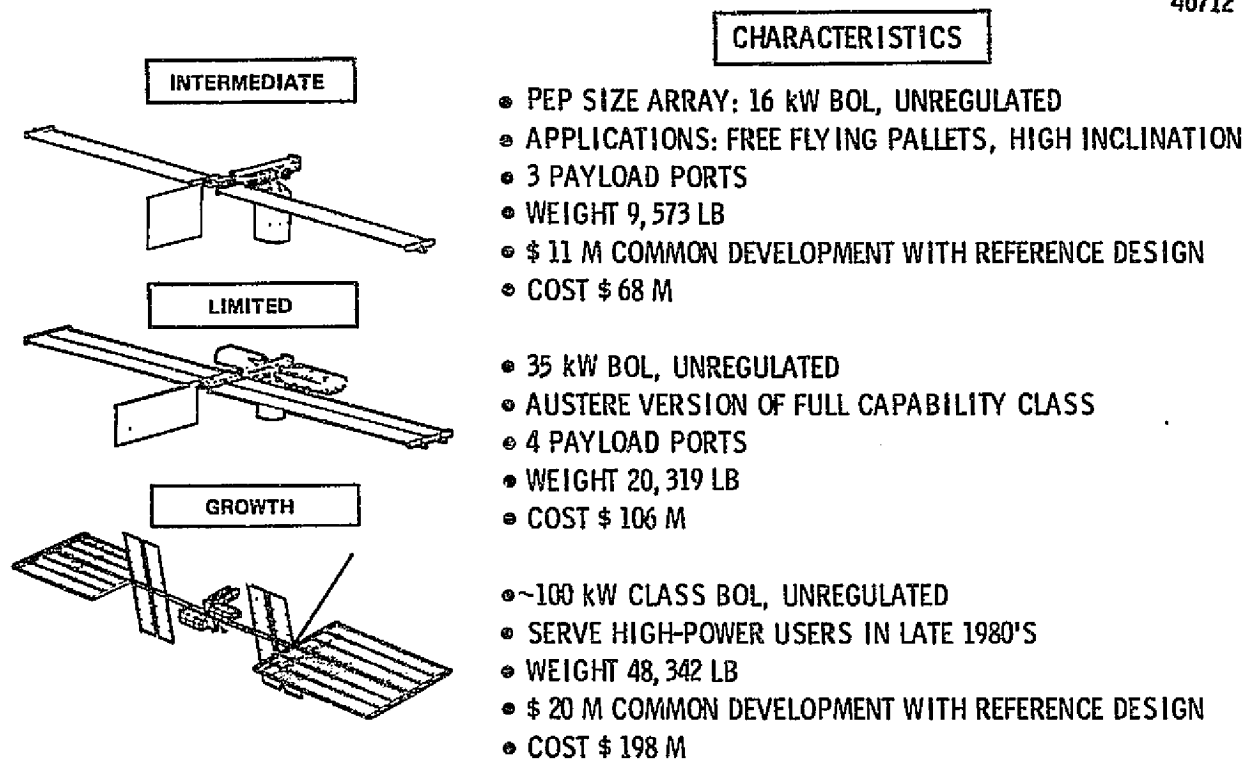 40712
CHARACTERISTICS
INTERMEDIATE
• PEP SIZE ARRAY: 16 kW BOL, UNREGULATED
• APPLICATIONS: FREE FLYING PALLETS, HIGH INCLINATION
• 3 PAYLOAD PORTS
• WEIGHT 9,573 LB
• $ 11 M COMMON DEVELOPMENT WITH REFERENCE DESIGN
• COST $ 68 M
LIMITED
• 35 kW BOL, UNREGULATED
• AUSTERE VERSION OF FULL CAPABILITY CLASS
• 4 PAYLOAD PORTS
• WEIGHT 20,319 LB
• COST $ 106 M
GROWTH
• ~100 kW CLASS BOL, UNREGULATED
• SERVE HIGH-POWER USERS IN LATE 1980'S
• WEIGHT 48,342 LB
• $ 20 M COMMON DEVELOPMENT WITH REFERENCE DESIGN
• COST $ 198 M